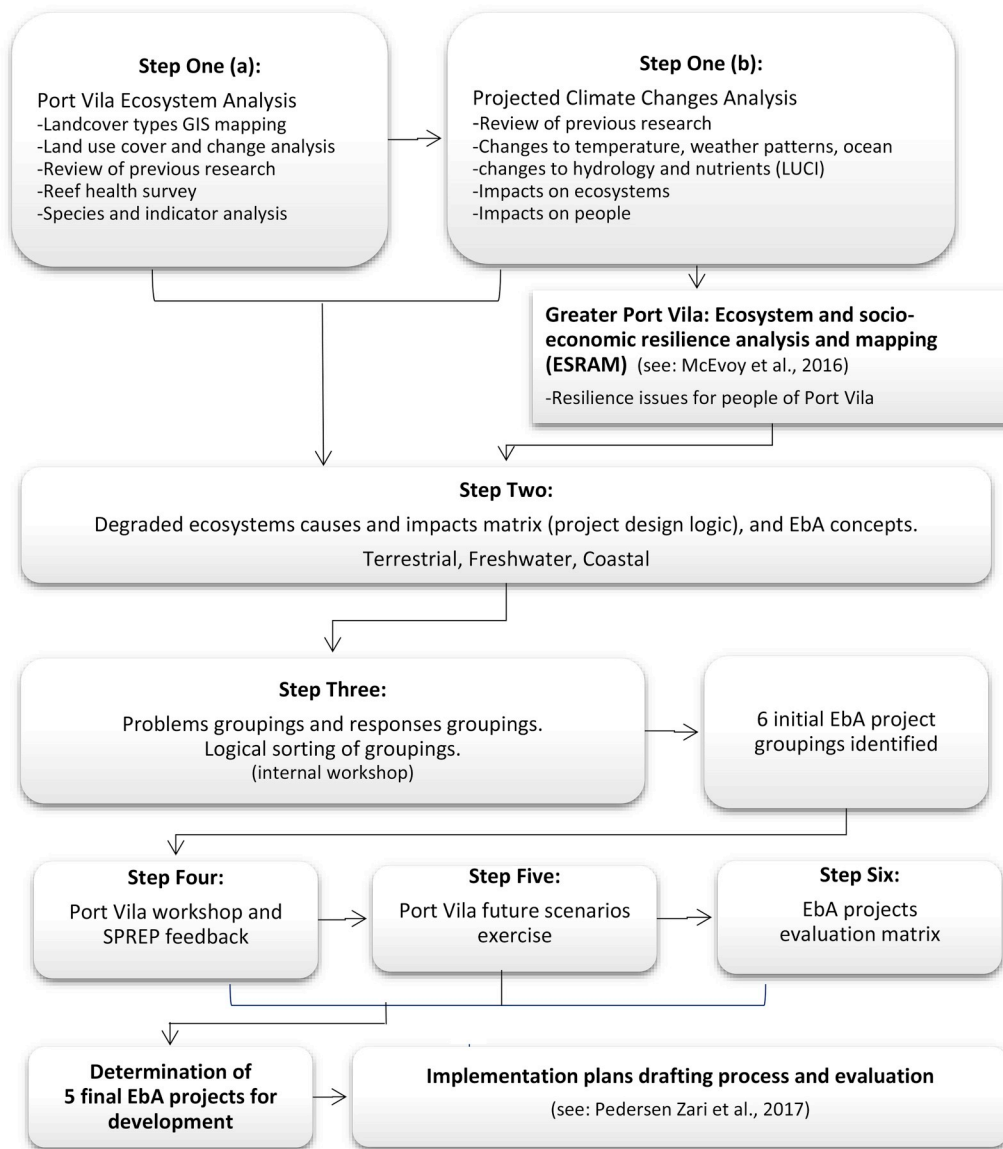 Step One (a):
Port Vila Ecosystem Analysis
-Landcover types GIS mapping
-Land use cover and change analysis
-Review of previous research
-Reef health survey
-Species and indicator analysis
Step One (b):
Projected Climate Changes Analysis
-Review of previous research
-Changes to temperature, weather patterns, ocean
-changes to hydrology and nutrients (LUCI)
-Impacts on ecosystems
-Impacts on people
Greater Port Vila: Ecosystem and socio-
economic resilience analysis and mapping
(ESRAM) (see: McEvoy et al., 2016)
-Resilience issues for people of Port Vila
Step Two:
Degraded ecosystems causes and impacts matrix (project design logic), and EbA concepts.
Terrestrial, Freshwater, Coastal
Step Three:
Problems groupings and responses groupings.
Logical sorting of groupings.
(internal workshop)
6 initial EbA project
groupings identified
Step Four:
Port Vila workshop and
SPREP feedback
Step Five:
Port Vila future scenarios
exercise
Step Six:
EbA projects
evaluation matrix
Determination of
5 final EbA projects for
development
Implementation plans drafting process and evaluation
(see: Pedersen Zari et al., 2017)